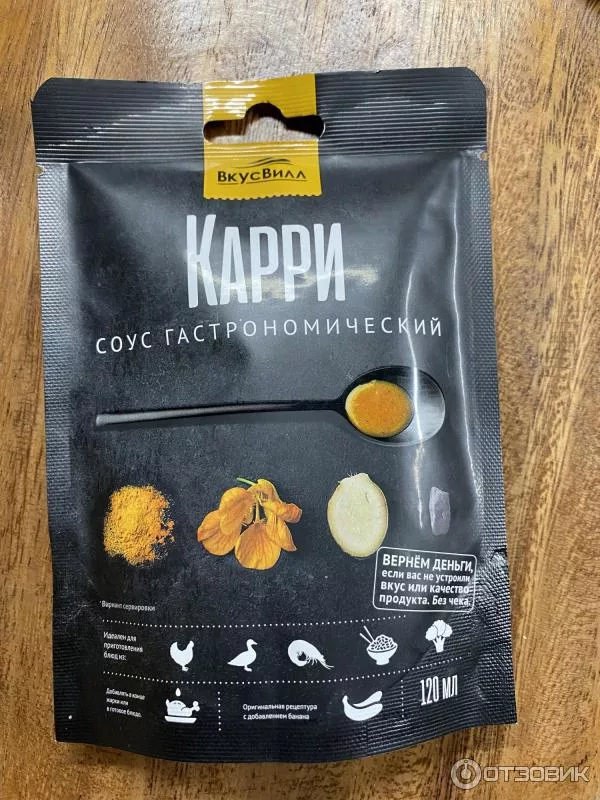 ВкусВилл
Карри
соус гастрономический
ВЕРНЁМ ДЕНЬГИ,
если вас не устроили
вкус или качество
продукта. Без чека.
*Вариант сервировки
Идеален для
приготовления
блюд из:
Добавлять в конце
жарки или
в готовое блюдо.
Оригинальная рецептура
с добавлением банана
120 мл
ОТЗОВИК